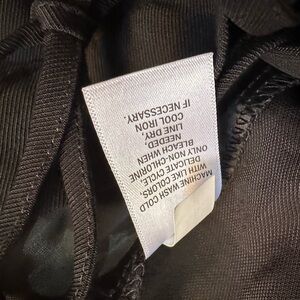 MACHINE WASH COLD
WITH LIKE COLORS.
DELICATE CYCLE.
ONLY NON-CHLORINE
BLEACH WHEN
NEEDED.
LINE DRY,
COOL IRON
IF NECESSARY.